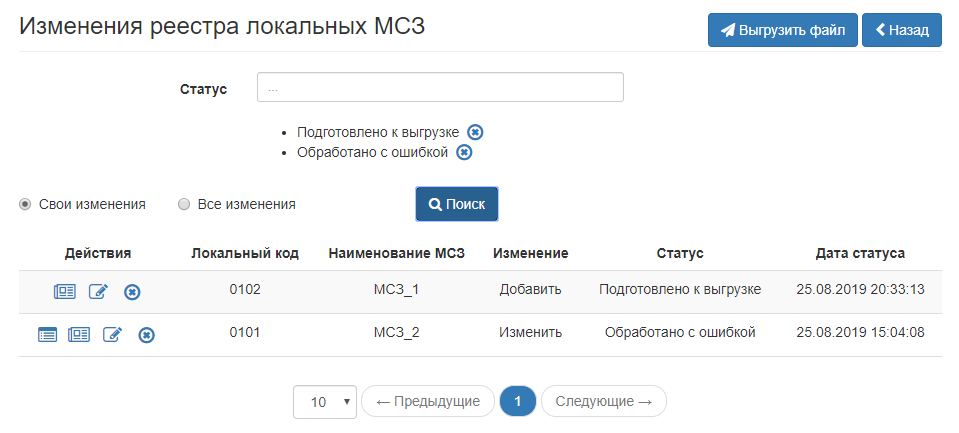 Изменения реестра локальных МСЗ
Выгрузить файл
Назад
Статус
...
Подготовлено к выгрузке
Обработано с ошибкой
Свои изменения
Все изменения
Поиск
Действия Локальный код Наименование МСЗ Изменение Статус Дата статуса
0102 МСЗ_1 Добавить Подготовлено к выгрузке 25.08.2019 20:33:13
0101 МСЗ_2 Изменить Обработано с ошибкой 25.08.2019 15:04:08
10 ← Предыдущие 1 Следующие →